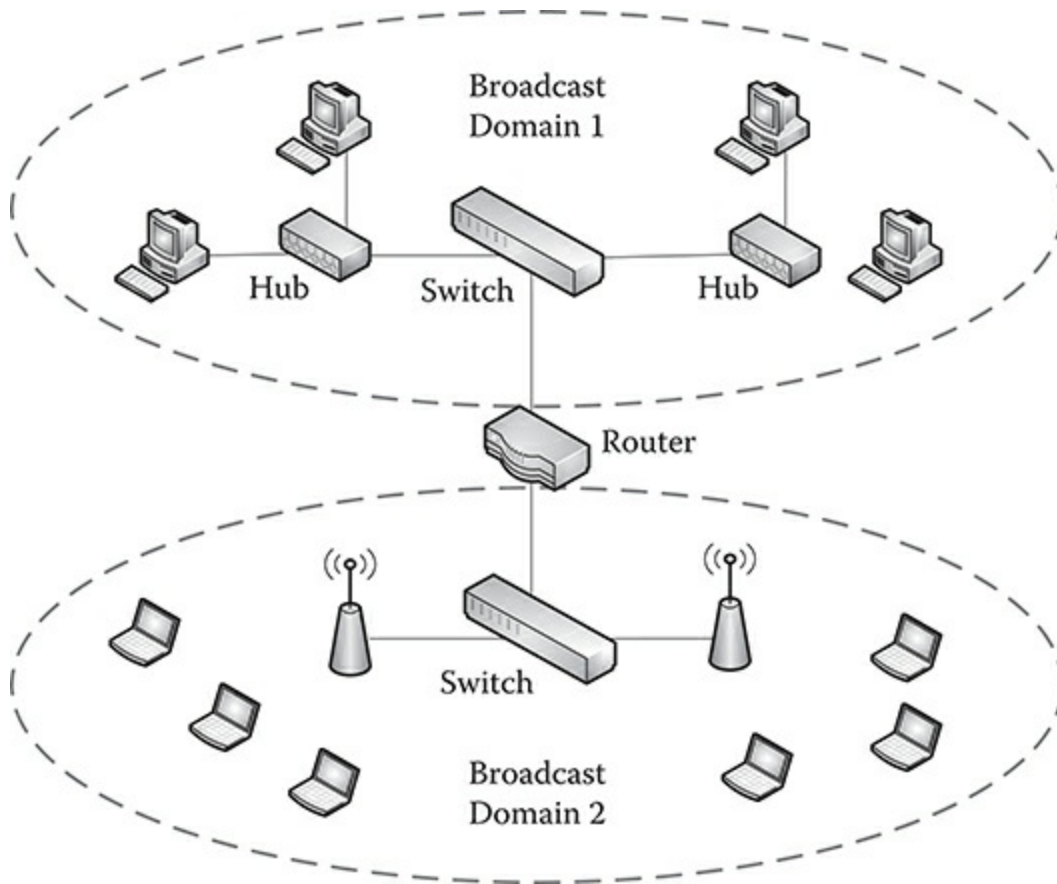 Broadcast
Domain 1
Hub
Switch
Hub
Router
Switch
Broadcast
Domain 2